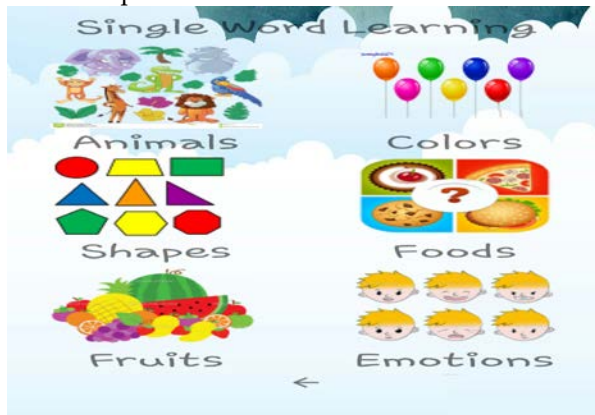 Single Word Learning
Animals
Colors
?
Shapes
Foods
Fruits
Emotions
←